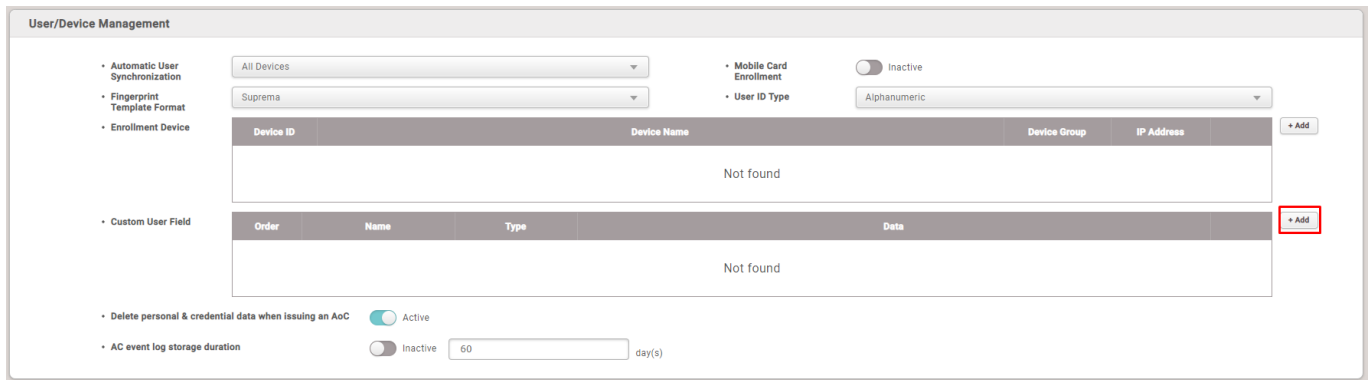 User/Device Management
• Automatic User Synchronization
All Devices
• Mobile Card Enrollment
Inactive
• Fingerprint Template Format
Suprema
• User ID Type
Alphanumeric
• Enrollment Device
Device ID Device Name Device Group IP Address
+ Add
Not found
• Custom User Field
Order Name Type Data
+ Add
Not found
• Delete personal & credential data when issuing an AoC
Active
• AC event log storage duration
Inactive
60
day(s)